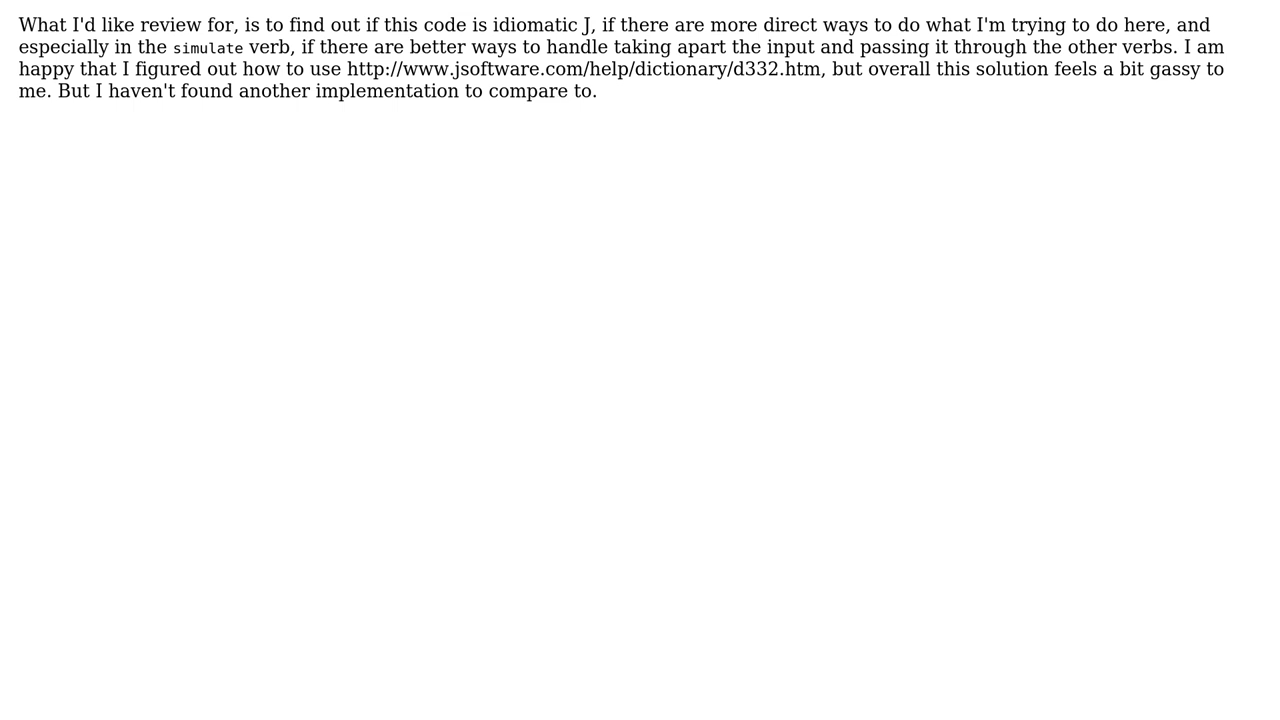 What I'd like review for, is to find out if this code is idiomatic J, if there are more direct ways to do what I'm trying to do here, and
especially in the simulate verb, if there are better ways to handle taking apart the input and passing it through the other verbs. I am
happy that I figured out how to use http://www.jsoftware.com/help/dictionary/d332.htm, but overall this solution feels a bit gassy to
me. But I haven't found another implementation to compare to.